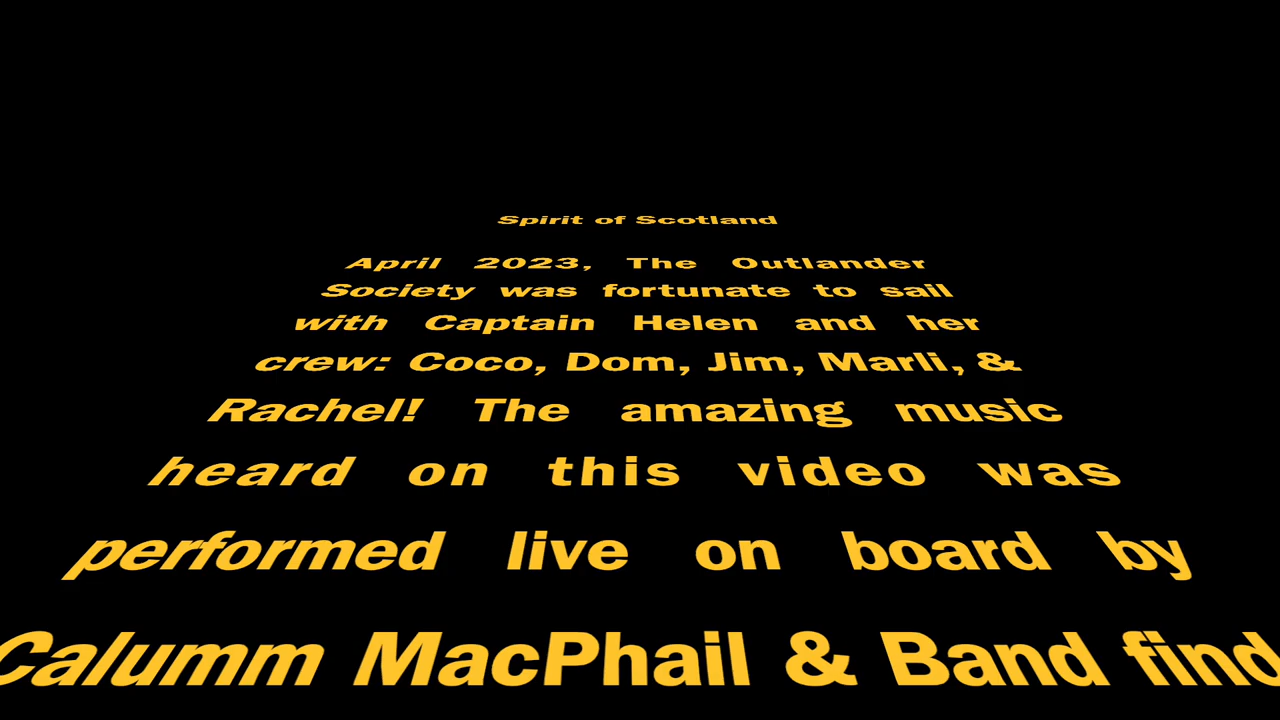 Spirit of Scotland
April 2023, The Outlander
Society was fortunate to sail
with Captain Helen and her
crew: Coco, Dom, Jim, Marli, &
Rachel! The amazing music
heard on this video was
performed live on board by
Calumm MacPhail & Band find